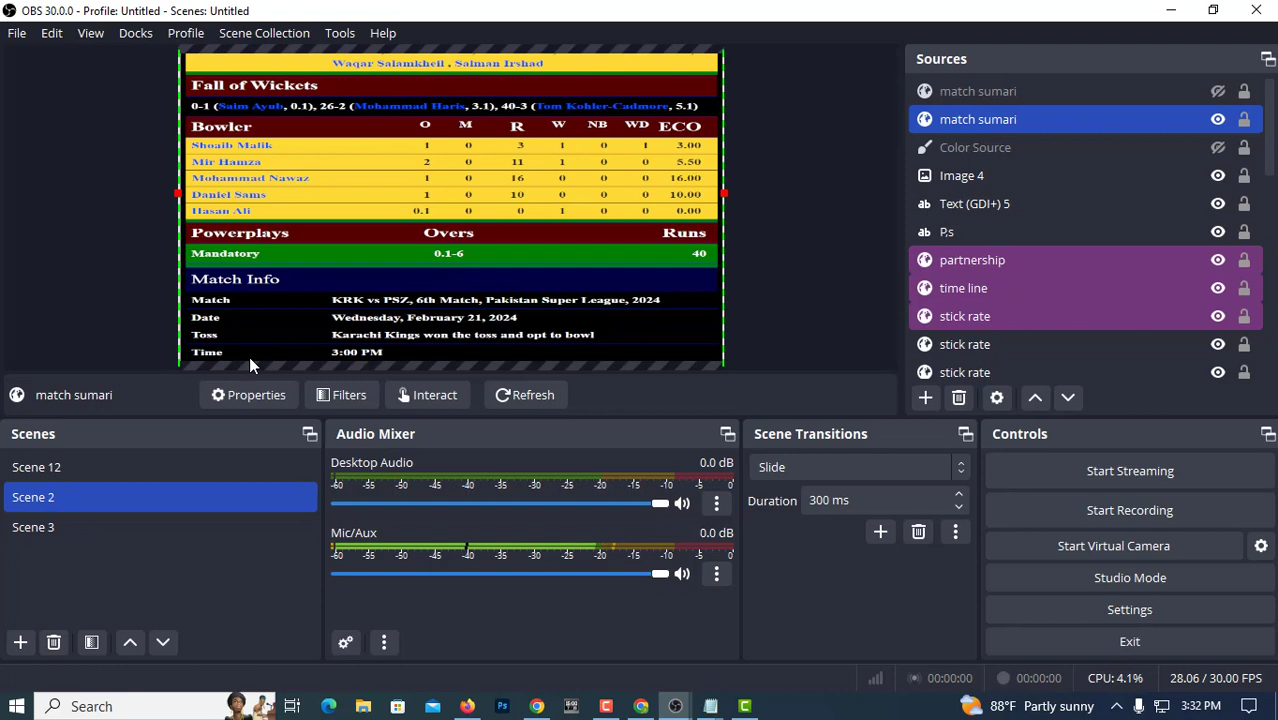 OBS 30.0.0 - Profile: Untitled - Scenes: Untitled
File Edit View Docks Profile Scene Collection Tools Help
Waqar Salamkheil , Salman Irshad
Fall of Wickets
0-1 (Saim Ayub, 0.1), 26-2 (Mohammad Haris, 3.1), 40-3 (Tom Kohler-Cadmore, 5.1)
Bowler O M R W NB WD ECO
Shoaib Malik 1 0 3 1 0 1 3.00
Mir Hamza 2 0 11 1 0 0 5.50
Mohammad Nawaz 1 0 16 0 0 0 16.00
Daniel Sams 1 0 10 0 0 0 10.00
Hasan Ali 0.1 0 0 1 0 0 0.00
Powerplays Overs Runs
Mandatory 0.1-6 40
Match Info
Match KRK vs PSZ, 6th Match, Pakistan Super League, 2024
Date Wednesday, February 21, 2024
Toss Karachi Kings won the toss and opt to bowl
Time 3:00 PM
Sources
match sumari
match sumari
Color Source
Image 4
Text (GDI+) 5
P,s
partnership
time line
stick rate
stick rate
stick rate
match sumari Properties Filters Interact Refresh
Scenes
Scene 12
Scene 2
Scene 3
Audio Mixer
Desktop Audio 0.0 dB
-60 -55 -50 -45 -40 -35 -30 -25 -20 -15 -10 -5 0
Mic/Aux 0.0 dB
-60 -55 -50 -45 -40 -35 -30 -25 -20 -15 -10 -5 0
Scene Transitions
Slide
Duration 300 ms
Controls
Start Streaming
Start Recording
Start Virtual Camera
Studio Mode
Settings
Exit
00:00:00 00:00:00 CPU: 4.1% 28.06 / 30.00 FPS
Search 88°F Partly sunny 3:32 PM